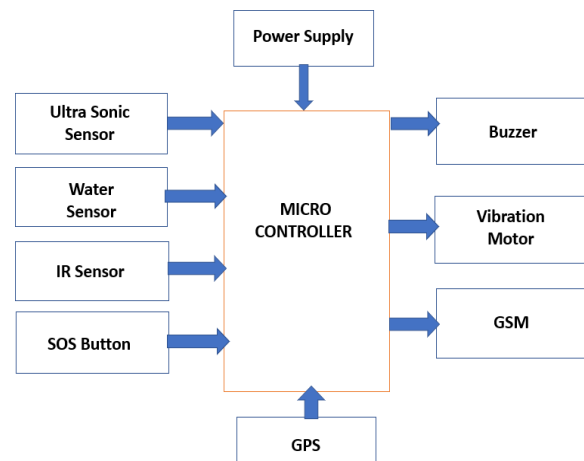 Power Supply
Ultra Sonic
Sensor
Water
Sensor
IR Sensor
SOS Button
MICRO
CONTROLLER
Buzzer
Vibration
Motor
GSM
GPS